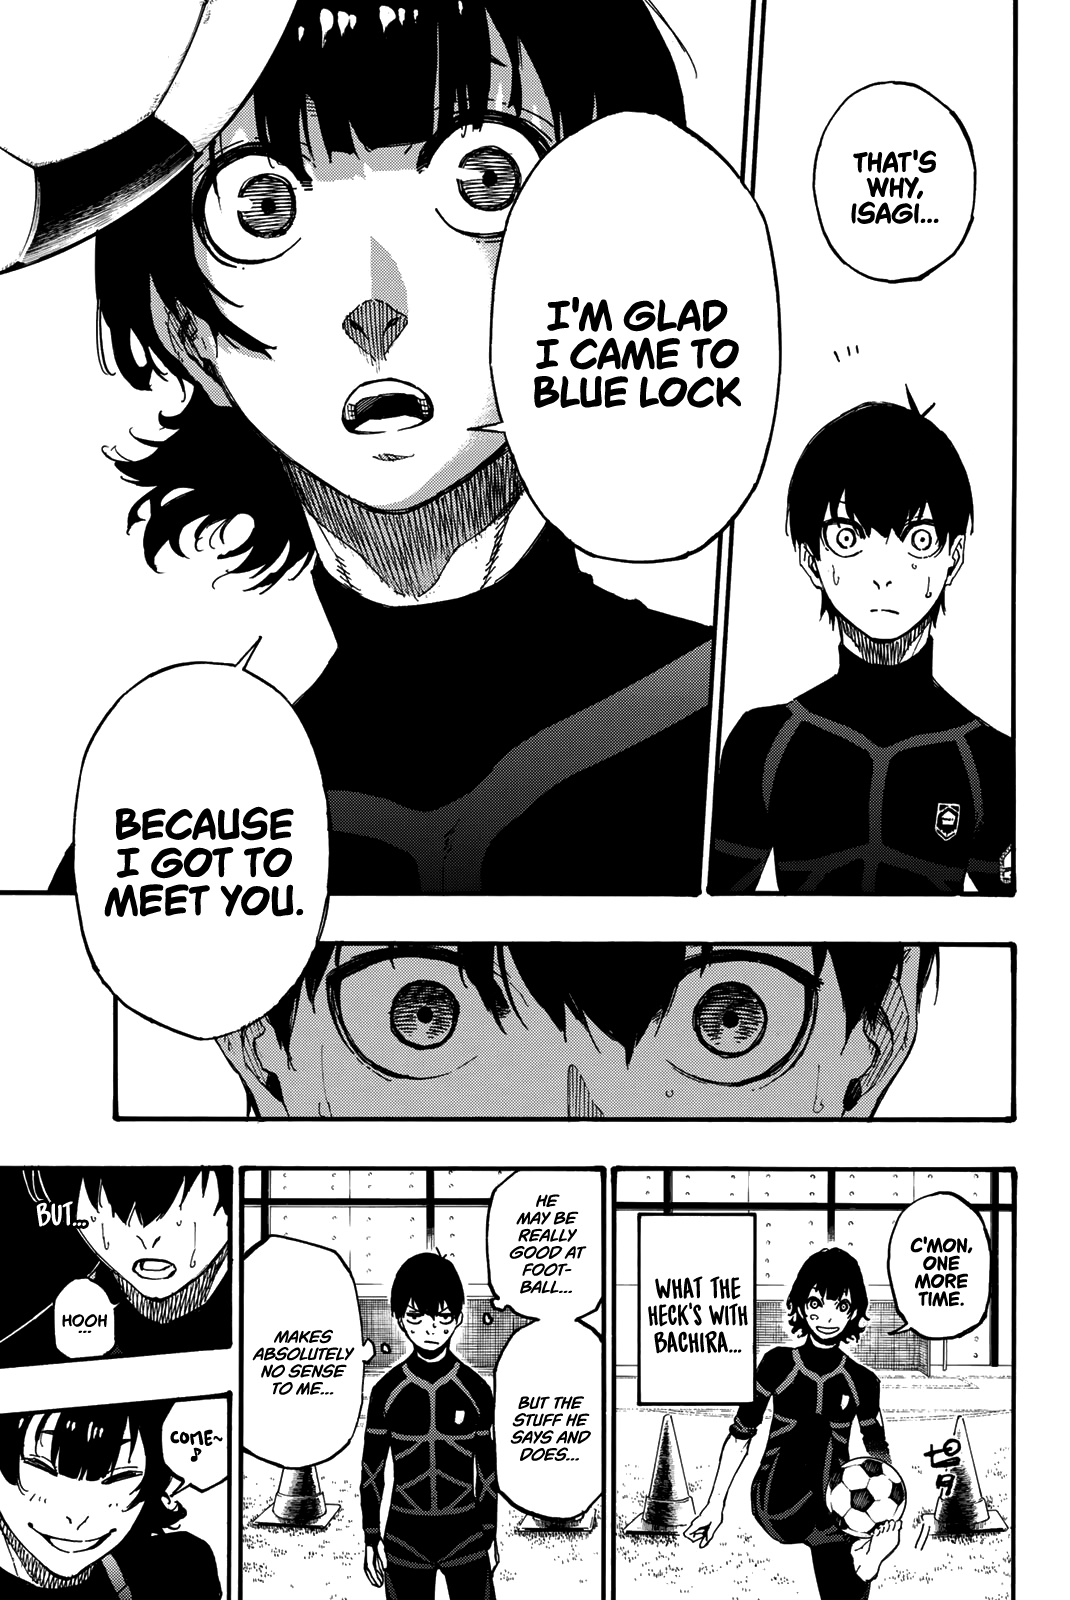 THAT'S
WHY,
ISAGI...
I'M GLAD
I CAME TO
BLUE LOCK
BECAUSE
I GOT TO
MEET YOU.
C'MON,
ONE
MORE
TIME.
WHAT THE
HECK'S WITH
BACHIRA...
ピタ
HE
MAY BE
REALLY
GOOD AT
FOOT-
BALL...
BUT THE
STUFF HE
SAYS AND
DOES...
MAKES
ABSOLUTELY
NO SENSE
TO ME...
BUT...
HOOH
...
COME~
♪